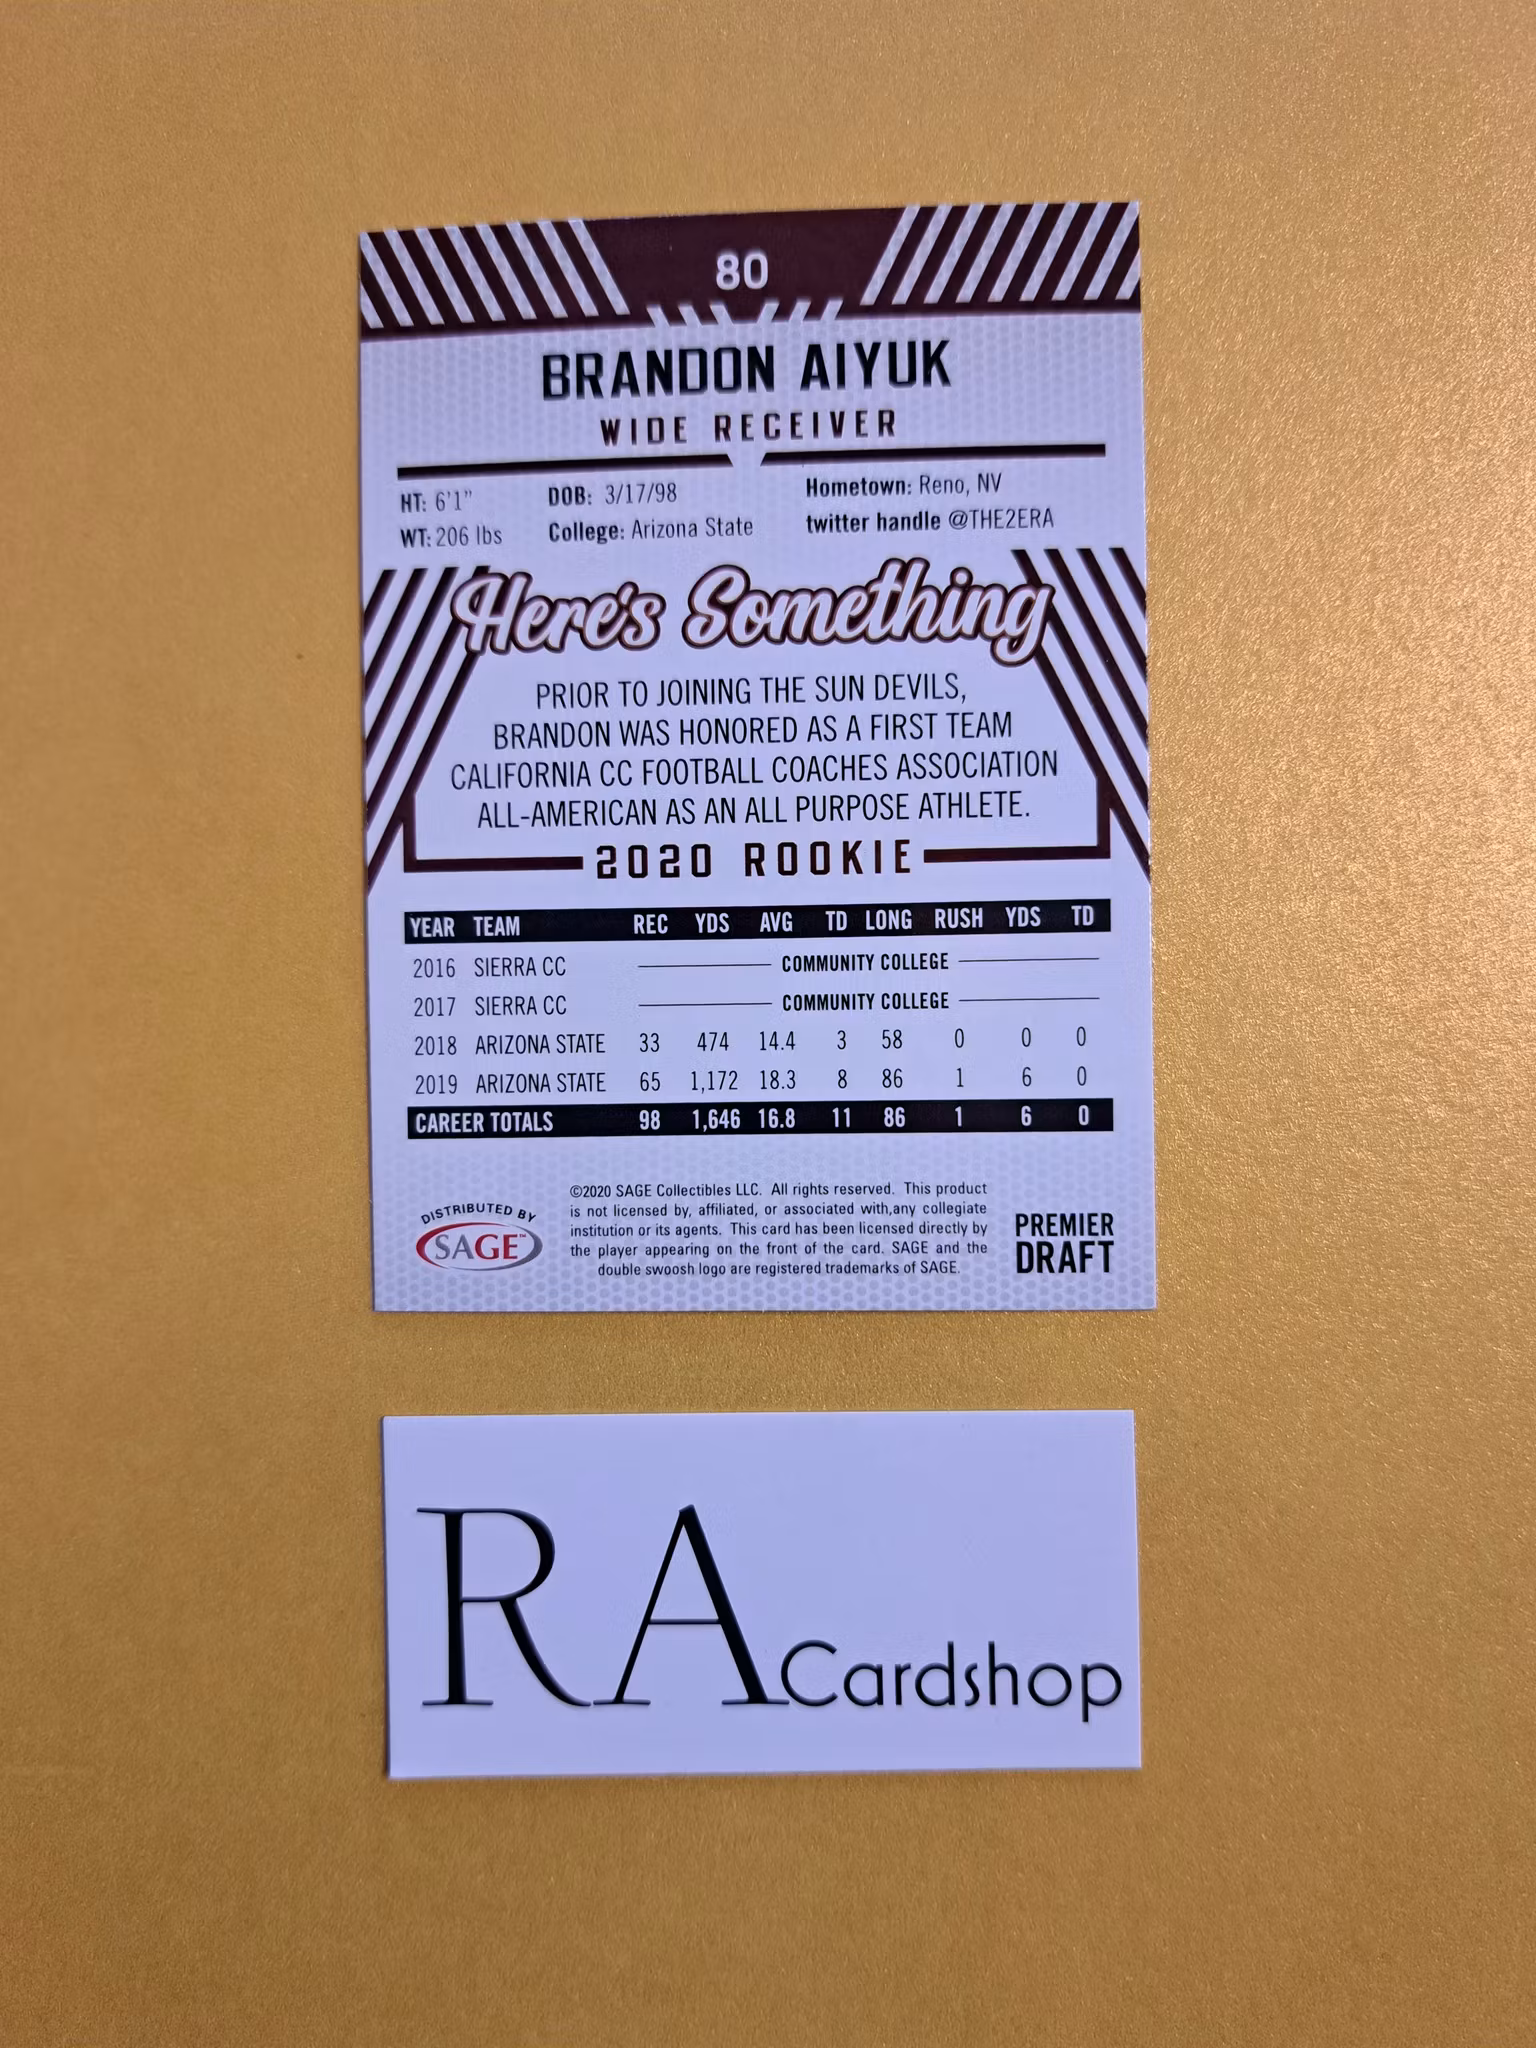 80
BRANDON AIYUK
WIDE RECEIVER
HT: 6'1" DOB: 3/17/98 Hometown: Reno, NV
WT: 206 lbs College: Arizona State twitter handle @THE2ERA
Here's Something
PRIOR TO JOINING THE SUN DEVILS,
BRANDON WAS HONORED AS A FIRST TEAM
CALIFORNIA CC FOOTBALL COACHES ASSOCIATION
ALL-AMERICAN AS AN ALL PURPOSE ATHLETE.
2020 ROOKIE
YEAR TEAM REC YDS AVG TD LONG RUSH YDS TD
2016 SIERRA CC COMMUNITY COLLEGE
2017 SIERRA CC COMMUNITY COLLEGE
2018 ARIZONA STATE 33 474 14.4 3 58 0 0 0
2019 ARIZONA STATE 65 1,172 18.3 8 86 1 6 0
CAREER TOTALS 98 1,646 16.8 11 86 1 6 0
DISTRIBUTED BY
SAGE™
©2020 SAGE Collectibles LLC. All rights reserved. This product
is not licensed by, affiliated, or associated with,any collegiate
institution or its agents. This card has been licensed directly by
the player appearing on the front of the card. SAGE and the
double swoosh logo are registered trademarks of SAGE.
PREMIER
DRAFT
RA Cardshop